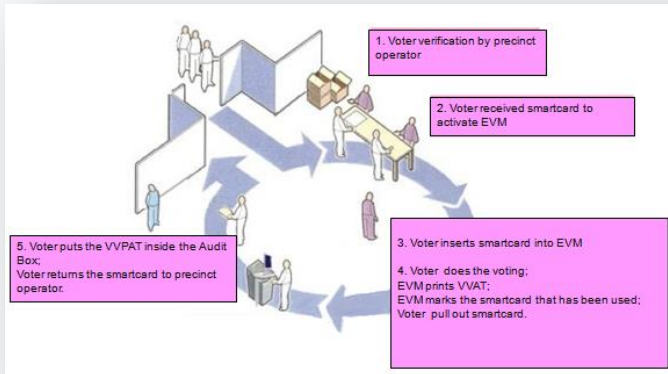 1. Voter verification by precinct
operator
2. Voter received smartcard to
activate EVM
3. Voter inserts smartcard into EVM
4. Voter does the voting;
EVM prints VVAT;
EVM marks the smartcard that has been used;
Voter pull out smartcard.
5. Voter puts the VVPAT inside the Audit
Box;
Voter returns the smartcard to precinct
operator.